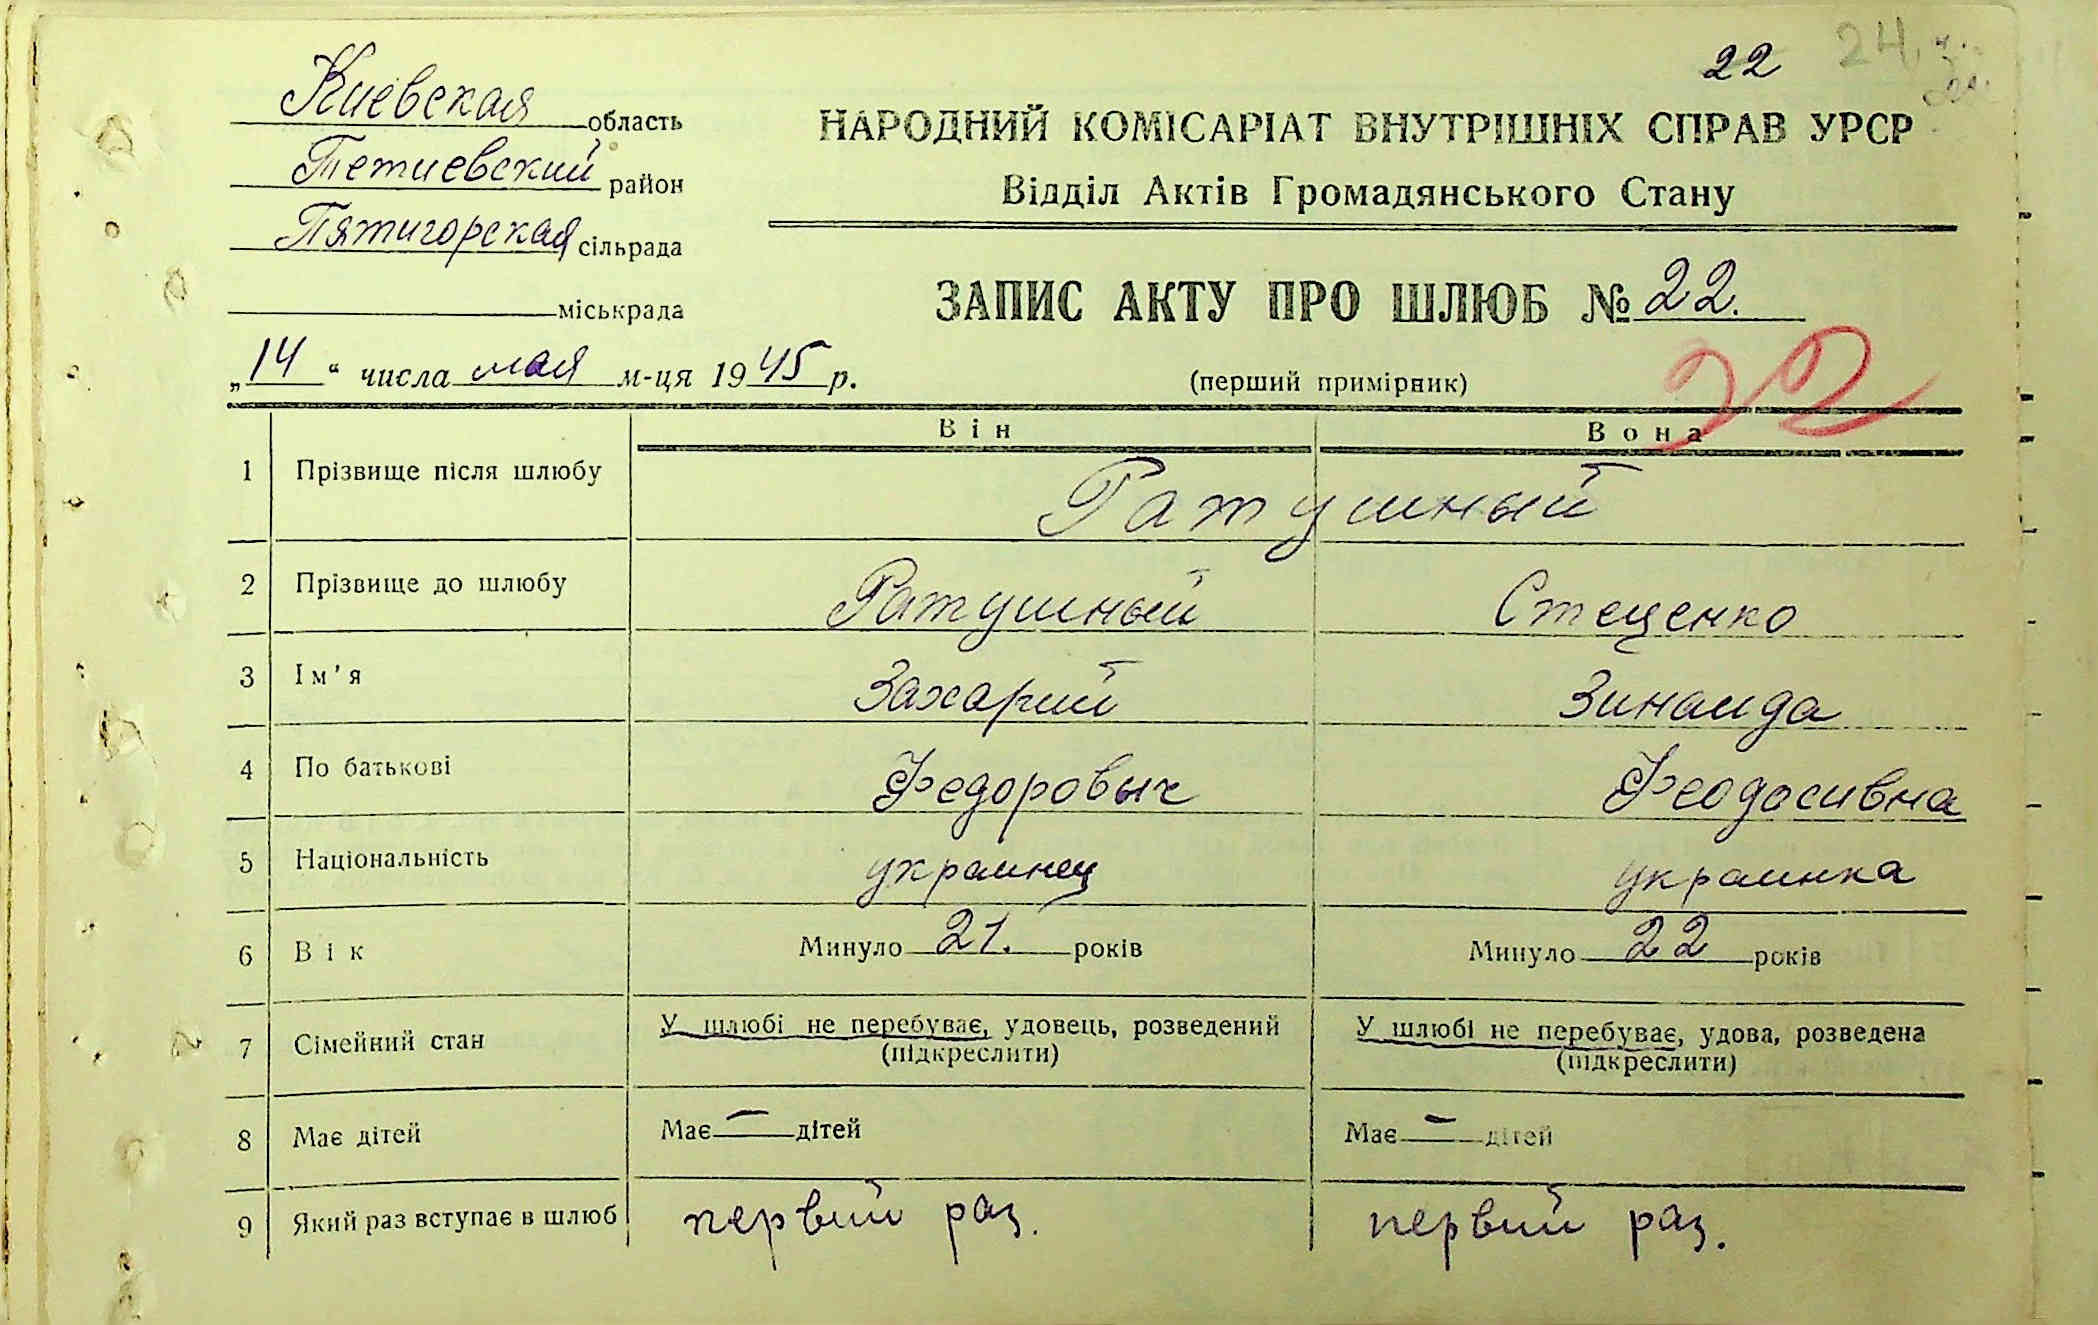 22 24
Киевская область
Тетиевский район
Пятигорская сільрада
міськрада
НАРОДНИЙ КОМІСАРІАТ ВНУТРІШНІХ СПРАВ УРСР
Відділ Актів Громадянського Стану
ЗАПИС АКТУ ПРО ШЛЮБ № 22.
„14“ числа мая м-ця 1945 р.
(перший примірник)
22
Він Вона
1 Прізвище після шлюбу Ратушный
2 Прізвище до шлюбу Ратушный Стеценко
3 Ім'я Захарий Зинаида
4 По батькові Федоровыч Феодосивна
5 Національність украинец украинка
6 Вік Минуло 21. років Минуло 22 років
7 Сімейний стан У шлюбі не перебуває, удовець, розведений У шлюбі не перебуває, удова, розведена
(підкреслити) (підкреслити)
8 Має дітей Має — дітей Має — дітей
9 Який раз вступає в шлюб первий раз. первий раз.